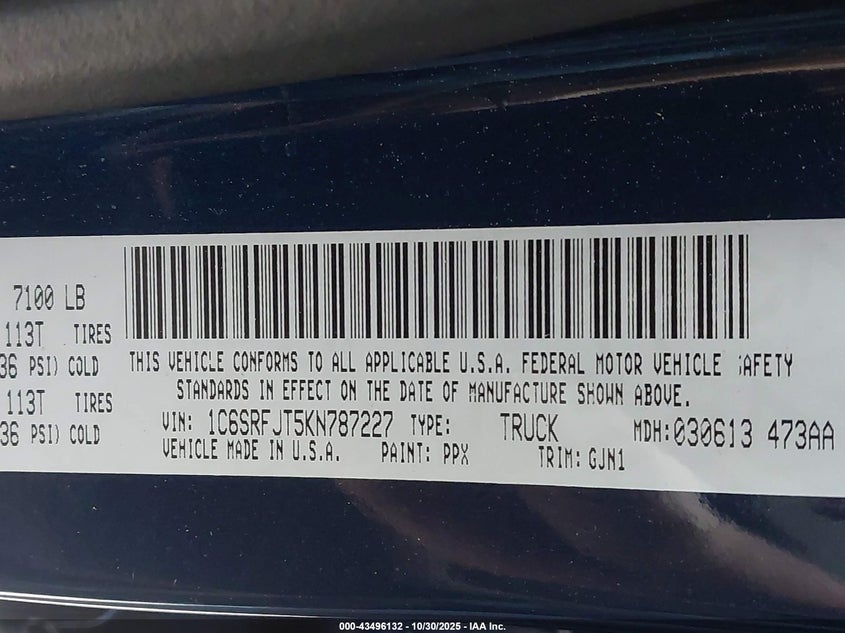 7100 LB
113T TIRES
36 PSI) COLD
113T TIRES
36 PSI) COLD
THIS VEHICLE CONFORMS TO ALL APPLICABLE U.S.A. FEDERAL MOTOR VEHICLE SAFETY
STANDARDS IN EFFECT ON THE DATE OF MANUFACTURE SHOWN ABOVE.
VIN: 1C6SRFJT5KN787227 TYPE: TRUCK MDH:030613 473AA
VEHICLE MADE IN U.S.A. PAINT: PPX TRIM: GJN1
000-43496132 - 10/30/2025 - IAA Inc.